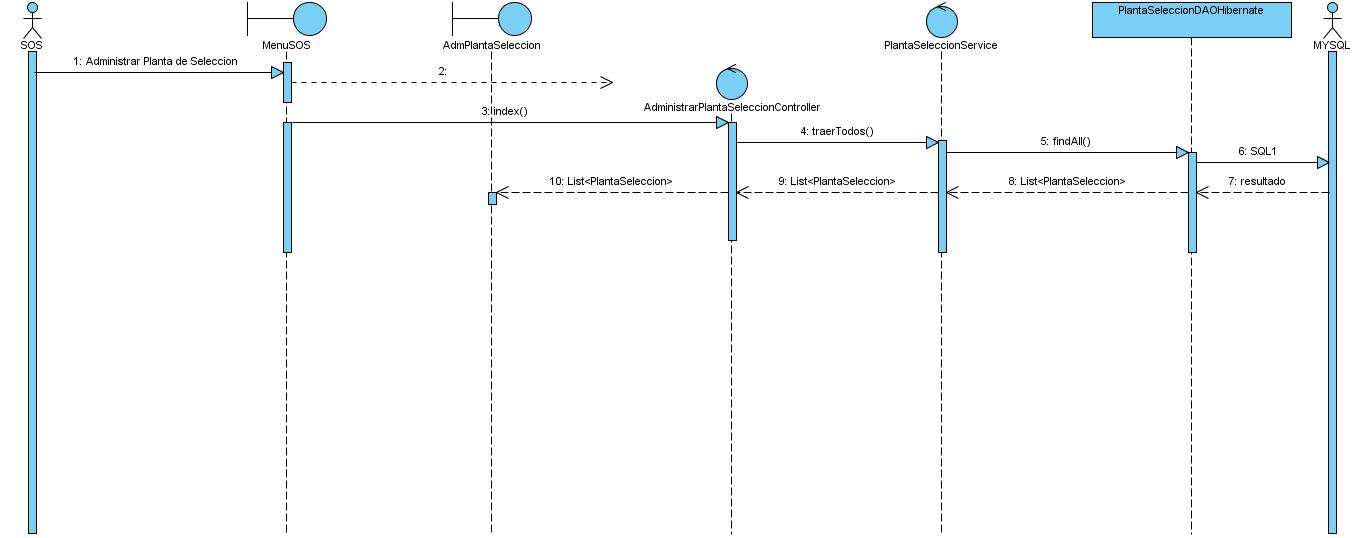 PlantaSeleccionDAOHibernate
SOS
MenuSOS
AdmPlantaSeleccion
PlantaSeleccionService
MYSQL
1: Administrar Planta de Seleccion
2:
AdministrarPlantaSeleccionController
3: index()
4: traerTodos()
5: findAll()
6: SQL1
10: List<PlantaSeleccion>
9: List<PlantaSeleccion>
8: List<PlantaSeleccion>
7: resultado